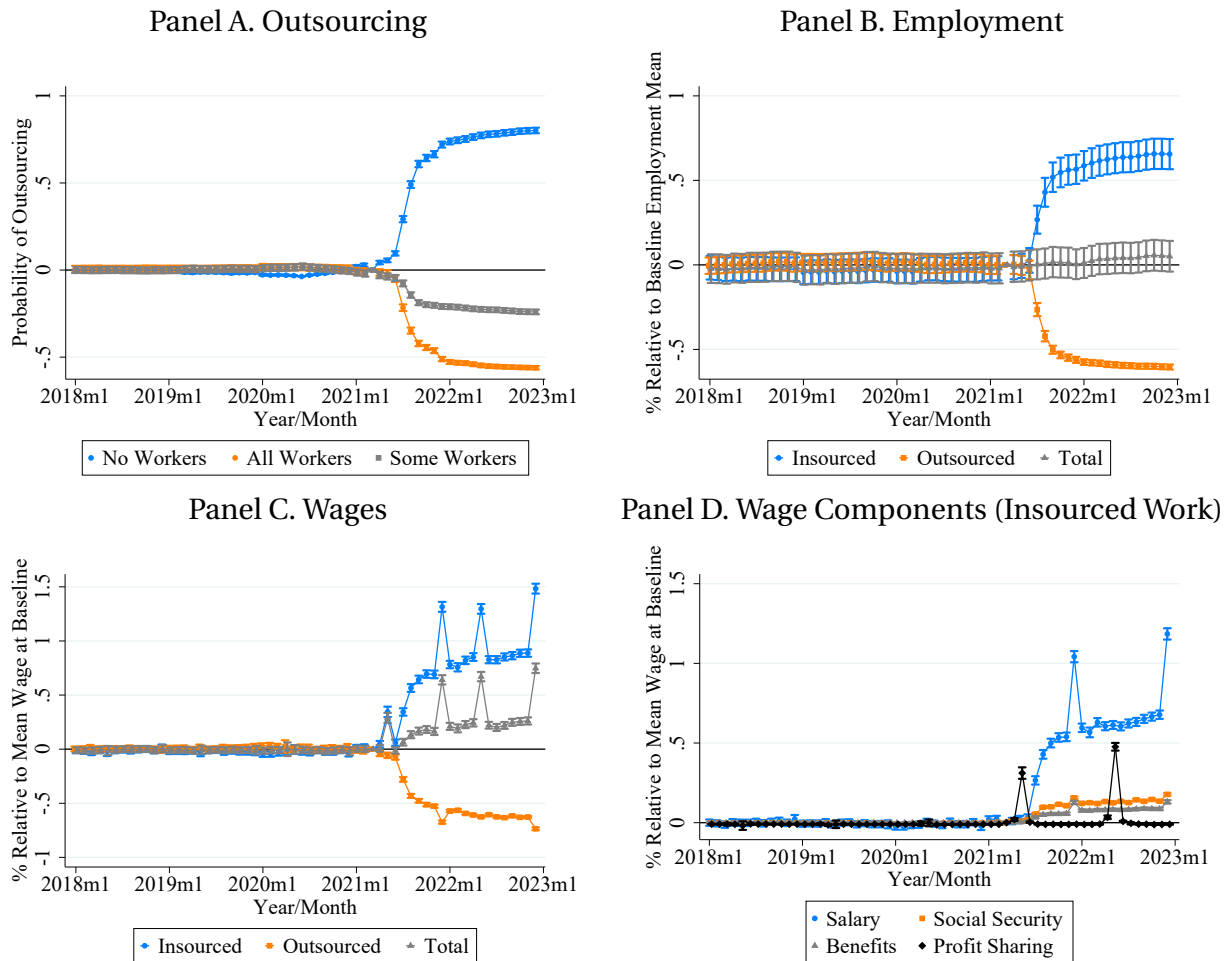 Panel A. Outsourcing
Probability of Outsourcing
1
.5
0
-.5
2018m1 2019m1 2020m1 2021m1 2022m1 2023m1
Year/Month
No Workers All Workers Some Workers
Panel B. Employment
% Relative to Baseline Employment Mean
1
.5
0
-.5
2018m1 2019m1 2020m1 2021m1 2022m1 2023m1
Year/Month
Insourced Outsourced Total
Panel C. Wages
% Relative to Mean Wage at Baseline
1.5
1
.5
0
-.5
-1
2018m1 2019m1 2020m1 2021m1 2022m1 2023m1
Year/Month
Insourced Outsourced Total
Panel D. Wage Components (Insourced Work)
% Relative to Mean Wage at Baseline
1.5
1
.5
0
2018m1 2019m1 2020m1 2021m1 2022m1 2023m1
Year/Month
Salary Social Security
Benefits Profit Sharing